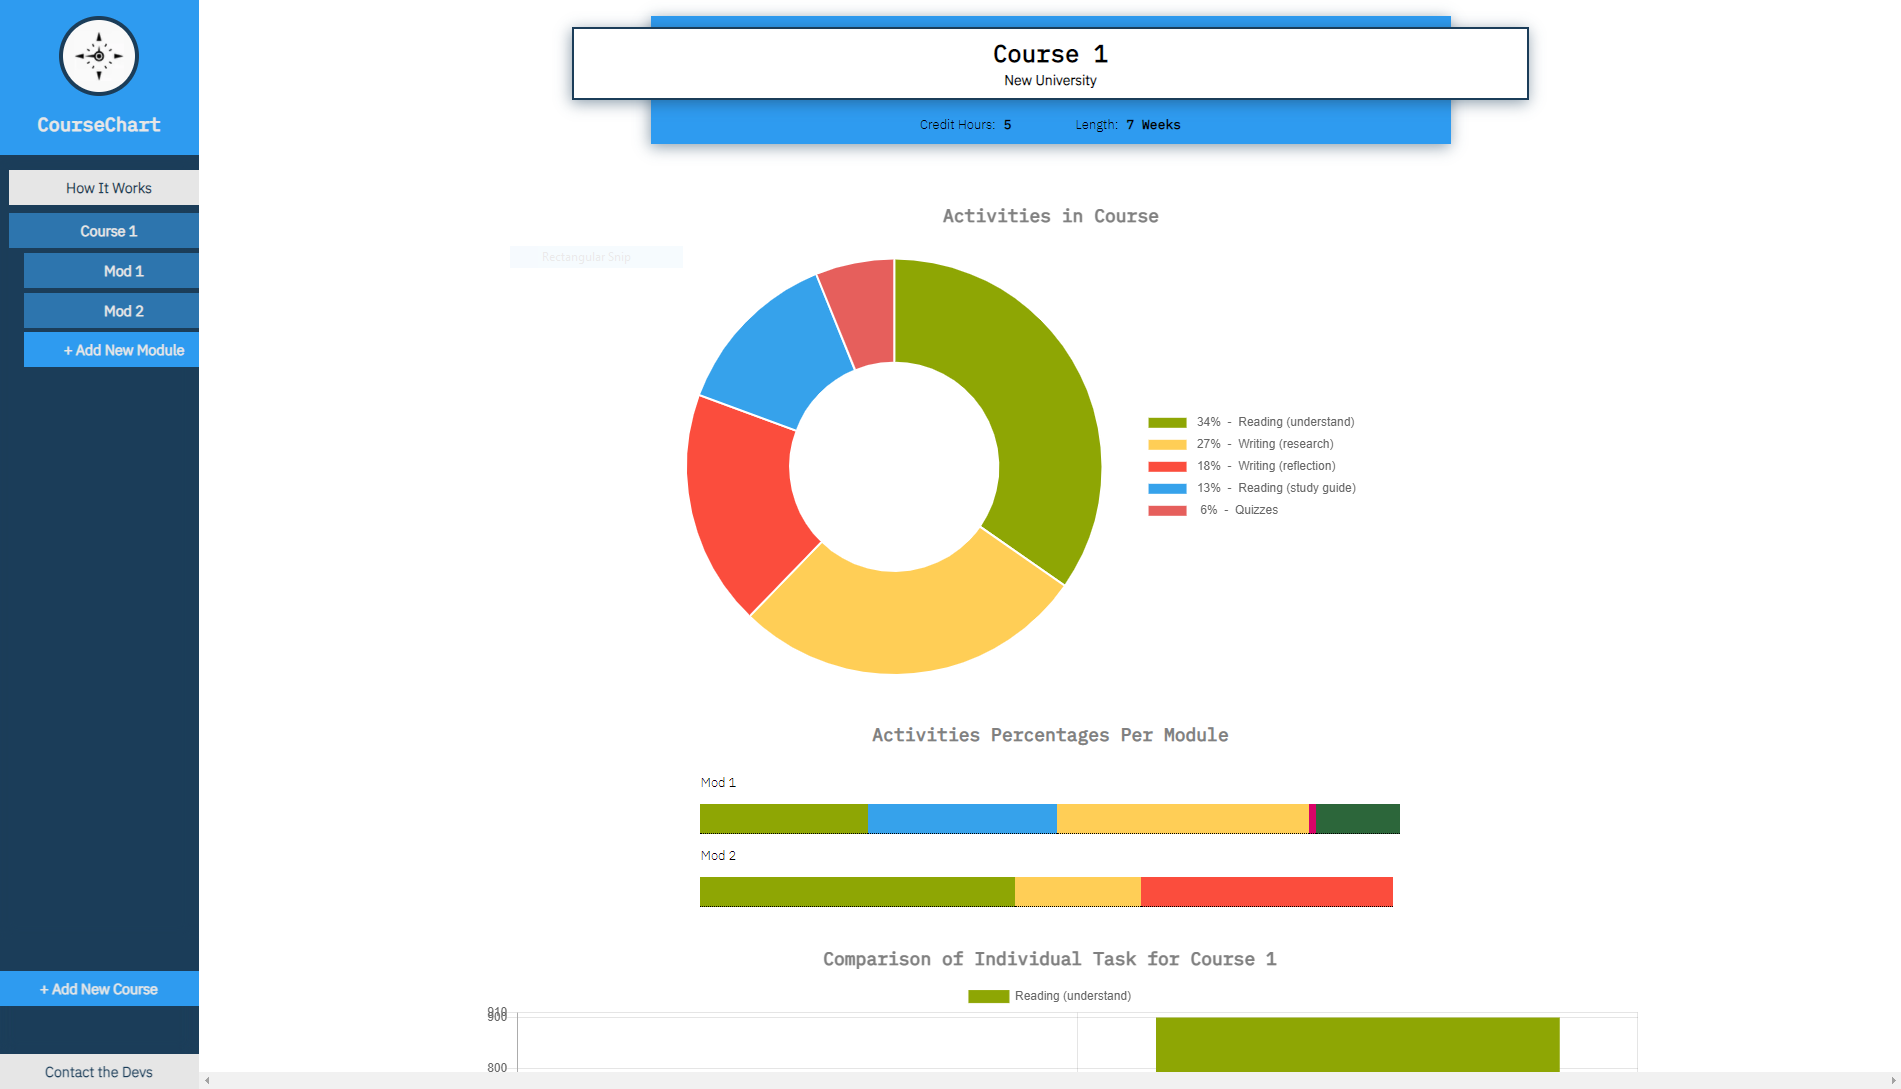 CourseChart
How It Works
Course 1
Mod 1
Mod 2
+ Add New Module
+ Add New Course
Contact the Devs
Course 1
New University
Credit Hours: 5 Length: 7 Weeks
Activities in Course
Rectangular Snip
34% - Reading (understand)
27% - Writing (research)
18% - Writing (reflection)
13% - Reading (study guide)
6% - Quizzes
Activities Percentages Per Module
Mod 1
Mod 2
Comparison of Individual Task for Course 1
Reading (understand)
910
900
800